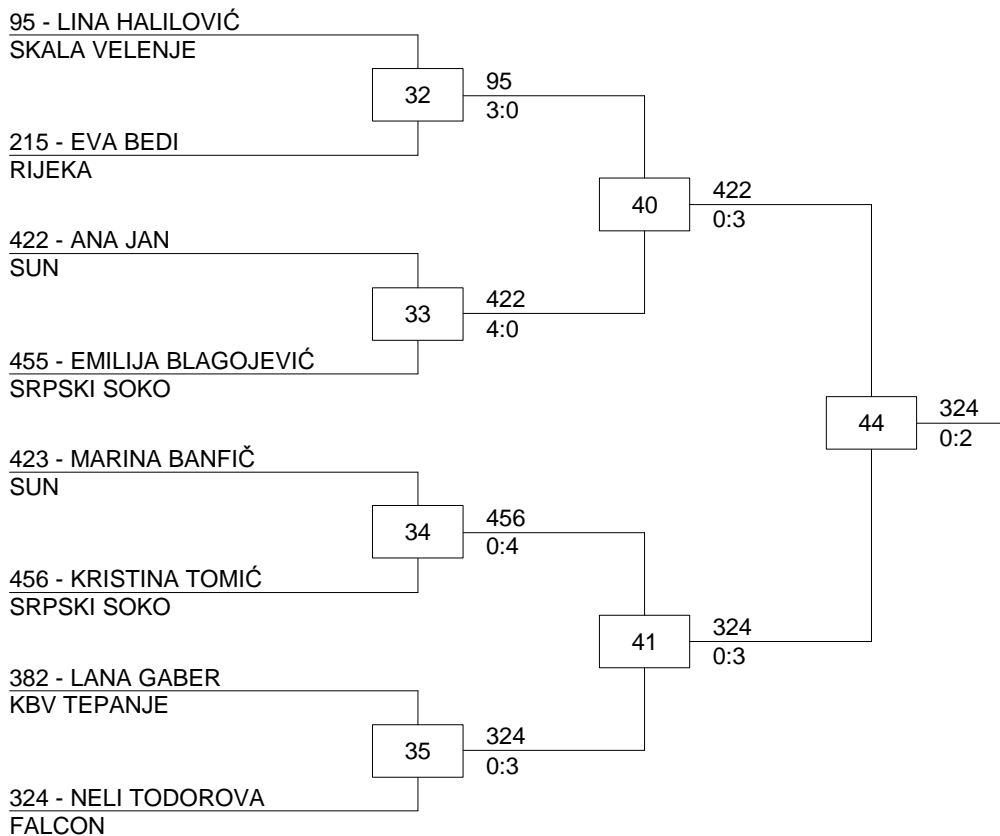 95 - LINA HALILOVIĆ
SKALA VELENJE
32
95
3:0
215 - EVA BEDI
RIJEKA
40
422
0:3
422 - ANA JAN
SUN
33
422
4:0
455 - EMILIJA BLAGOJEVIĆ
SRPSKI SOKO
44
324
0:2
423 - MARINA BANFIČ
SUN
34
456
0:4
456 - KRISTINA TOMIĆ
SRPSKI SOKO
41
324
0:3
382 - LANA GABER
KBV TEPANJE
35
324
0:3
324 - NELI TODOROVA
FALCON